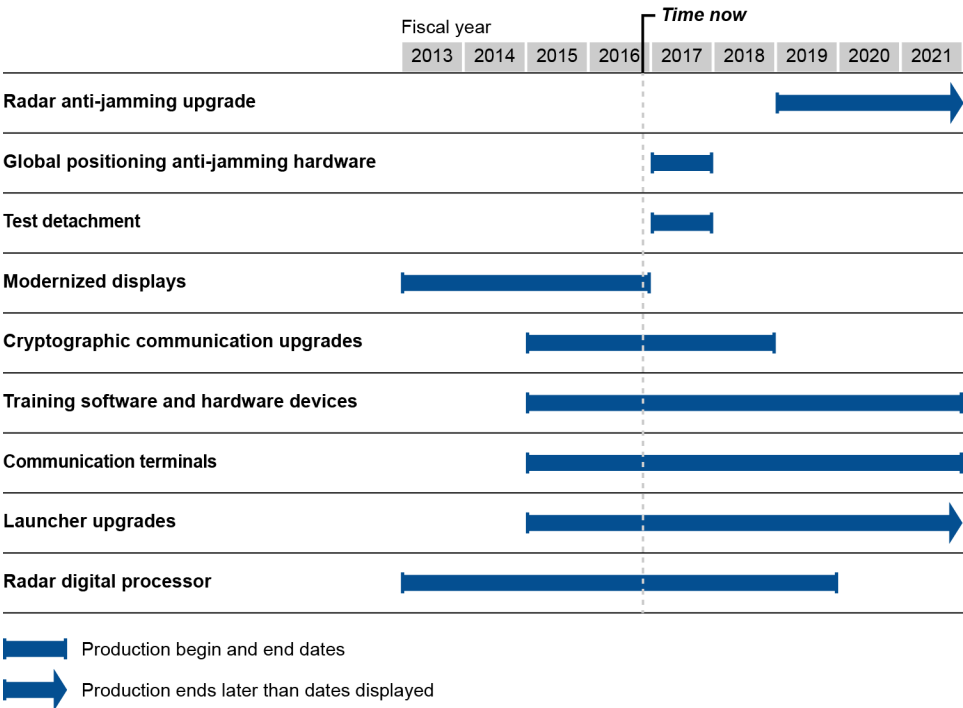 Time now
Fiscal year
2013 2014 2015 2016 2017 2018 2019 2020 2021
Radar anti-jamming upgrade
Global positioning anti-jamming hardware
Test detachment
Modernized displays
Cryptographic communication upgrades
Training software and hardware devices
Communication terminals
Launcher upgrades
Radar digital processor
Production begin and end dates
Production ends later than dates displayed